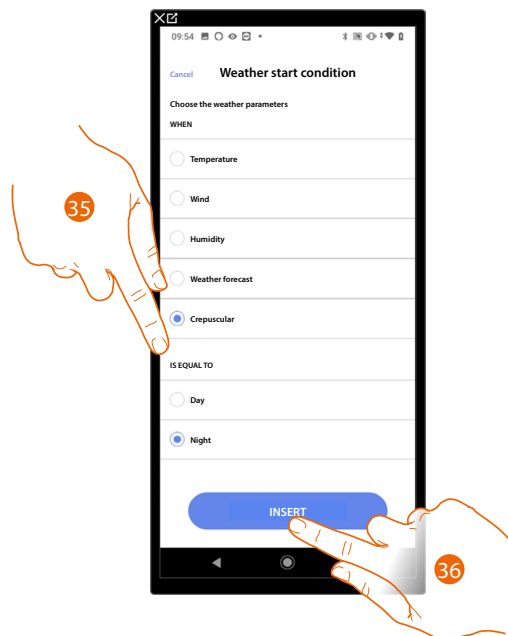 09:54
Cancel Weather start condition
Choose the weather parameters
WHEN
Temperature
Wind
Humidity
Weather forecast
Crepuscular
IS EQUAL TO
Day
Night
INSERT
35
36